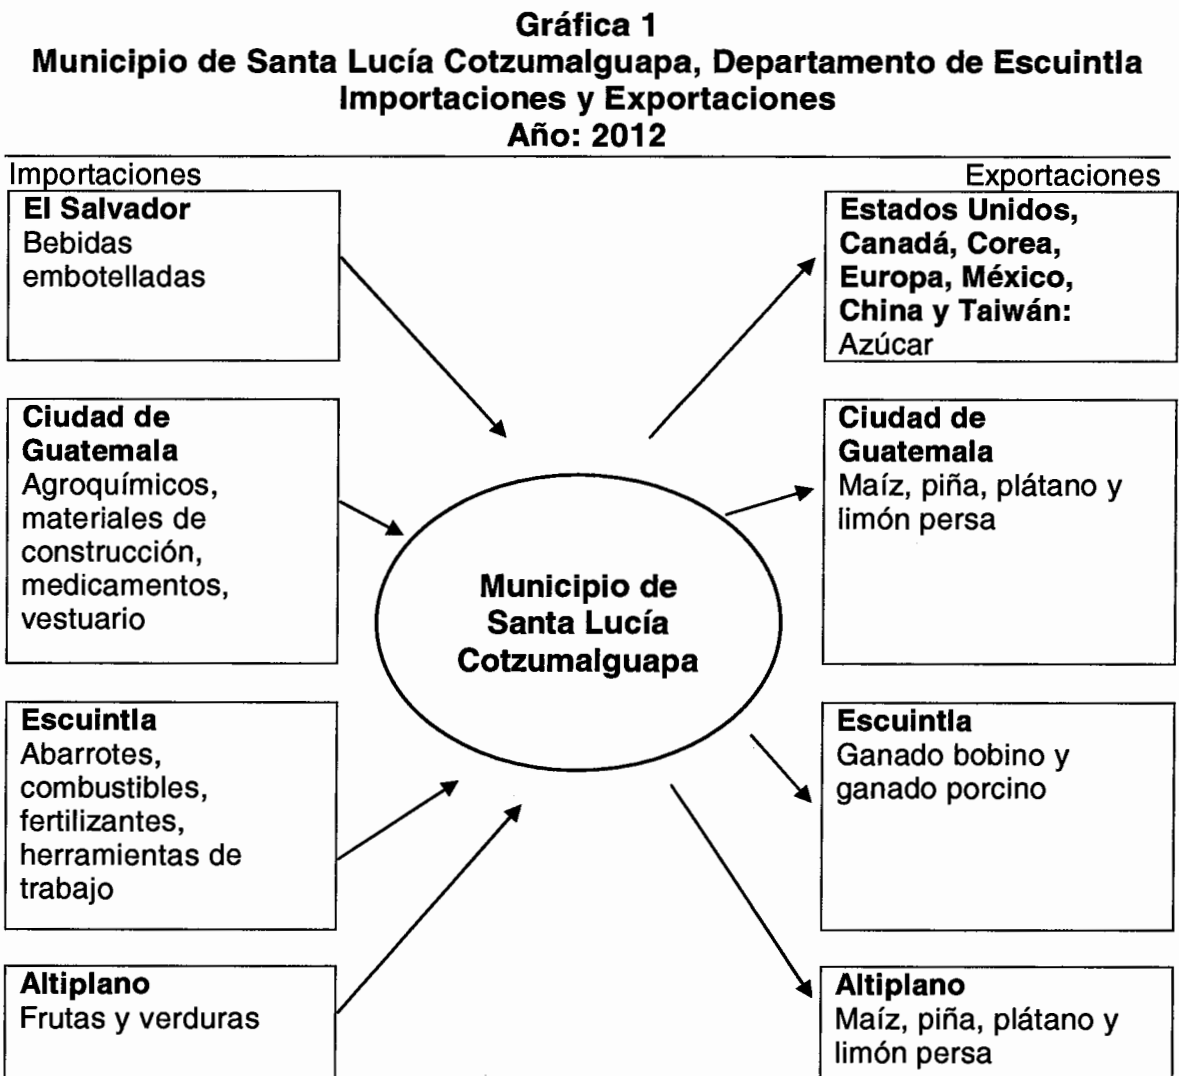 Gráfica 1
Municipio de Santa Lucía Cotzumalguapa, Departamento de Escuintla
Importaciones y Exportaciones
Año: 2012
Importaciones
Exportaciones
El Salvador
Bebidas
embotelladas
Estados Unidos,
Canadá, Corea,
Europa, México,
China y Taiwán:
Azúcar
Ciudad de
Guatemala
Agroquímicos,
materiales de
construcción,
medicamentos,
vestuario
Ciudad de
Guatemala
Maíz, piña, plátano y
limón persa
Municipio de
Santa Lucía
Cotzumalguapa
Escuintla
Abarrotes,
combustibles,
fertilizantes,
herramientas de
trabajo
Escuintla
Ganado bobino y
ganado porcino
Altiplano
Frutas y verduras
Altiplano
Maíz, piña, plátano y
limón persa